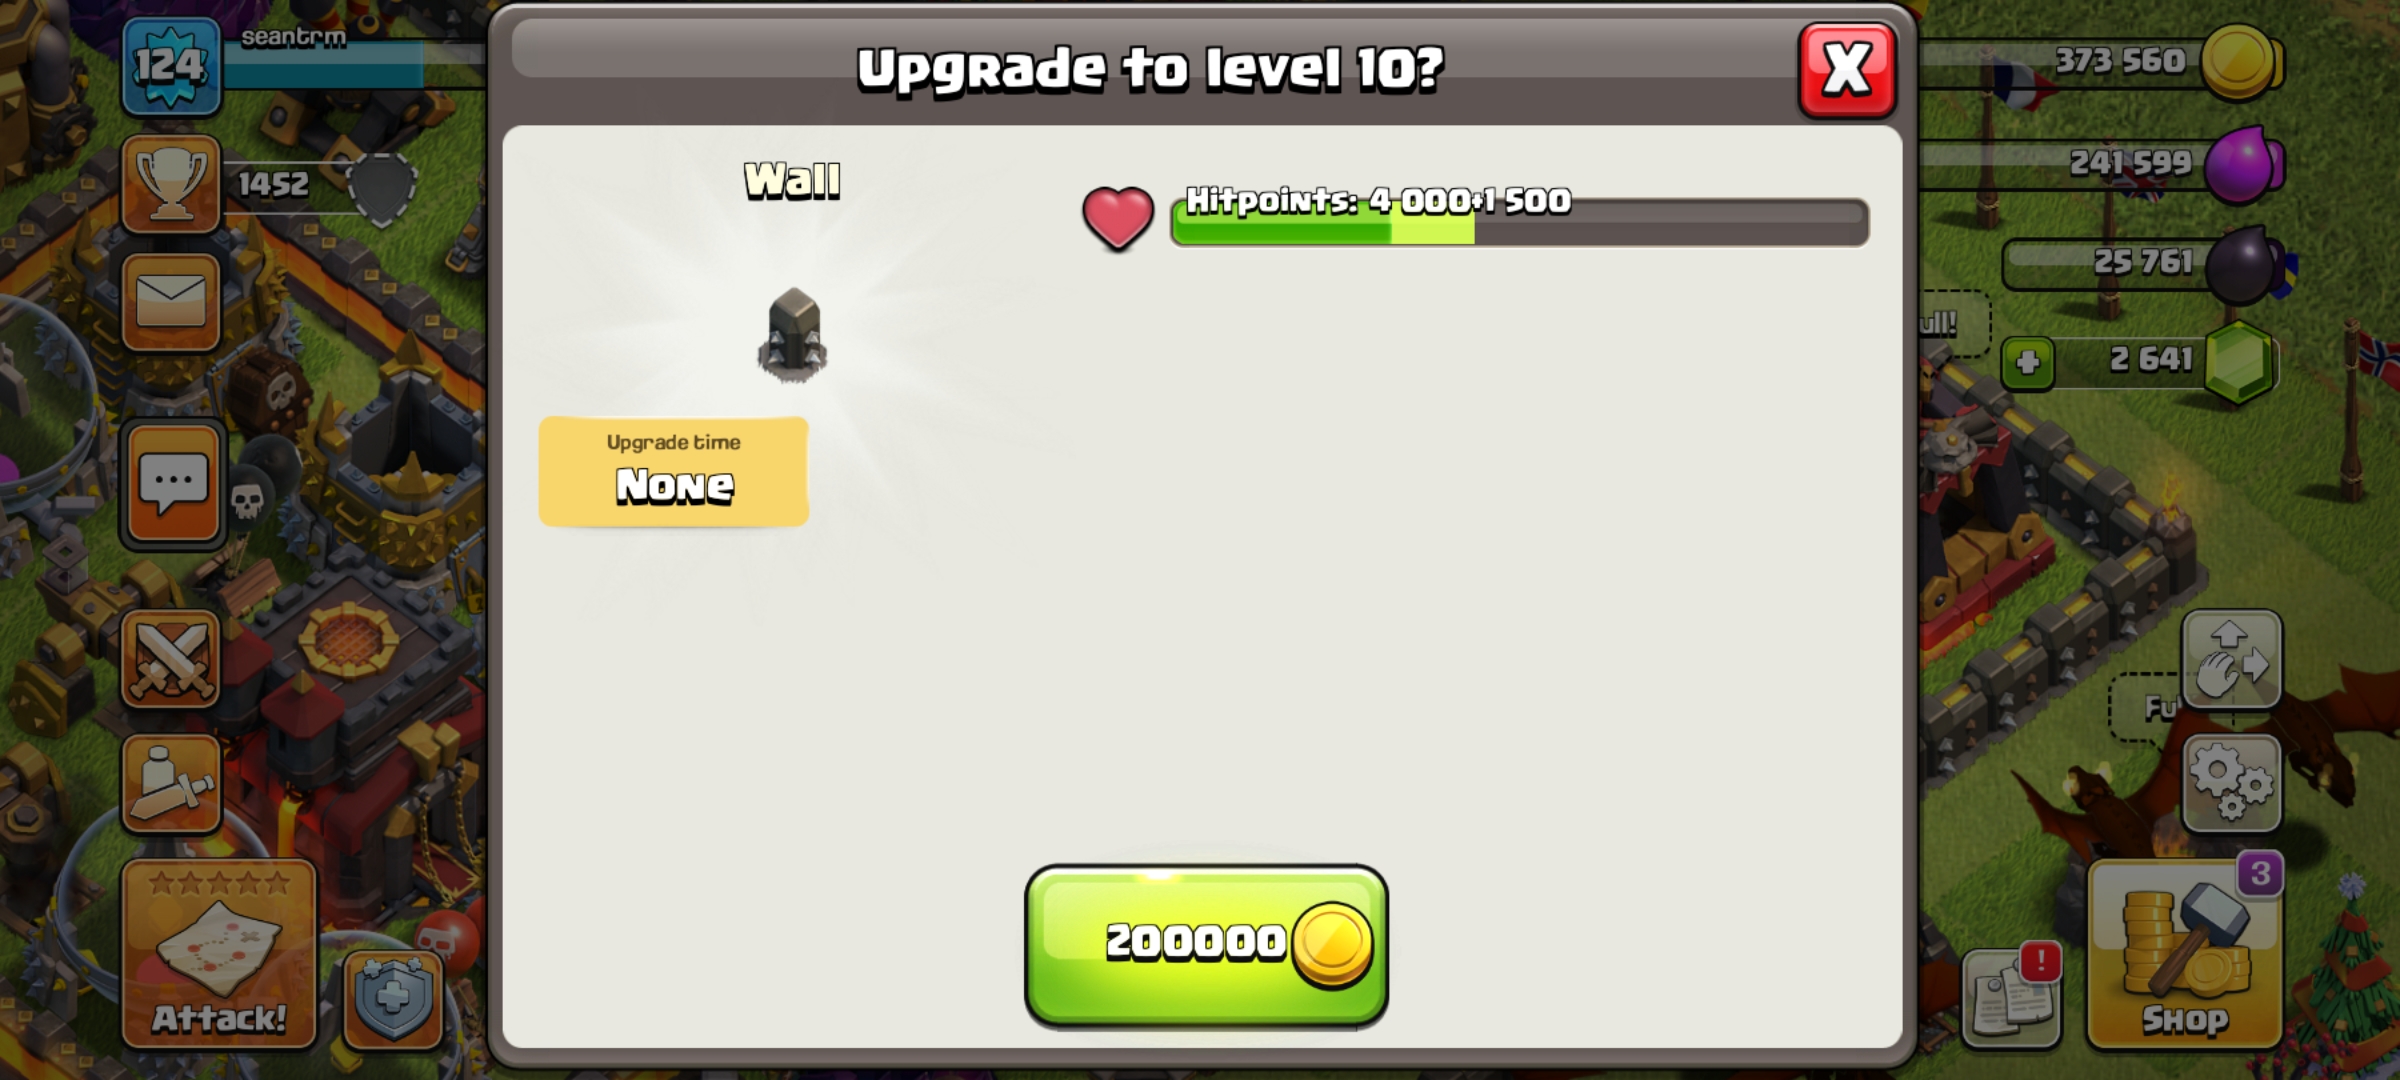 124
seantrm
1452
Attack!
Upgrade to level 10?
X
Wall
Hitpoints: 4 000+1 500
Upgrade time
None
200000
373 560
241 599
25 761
2 641
ull!
Fu
3
!
Shop